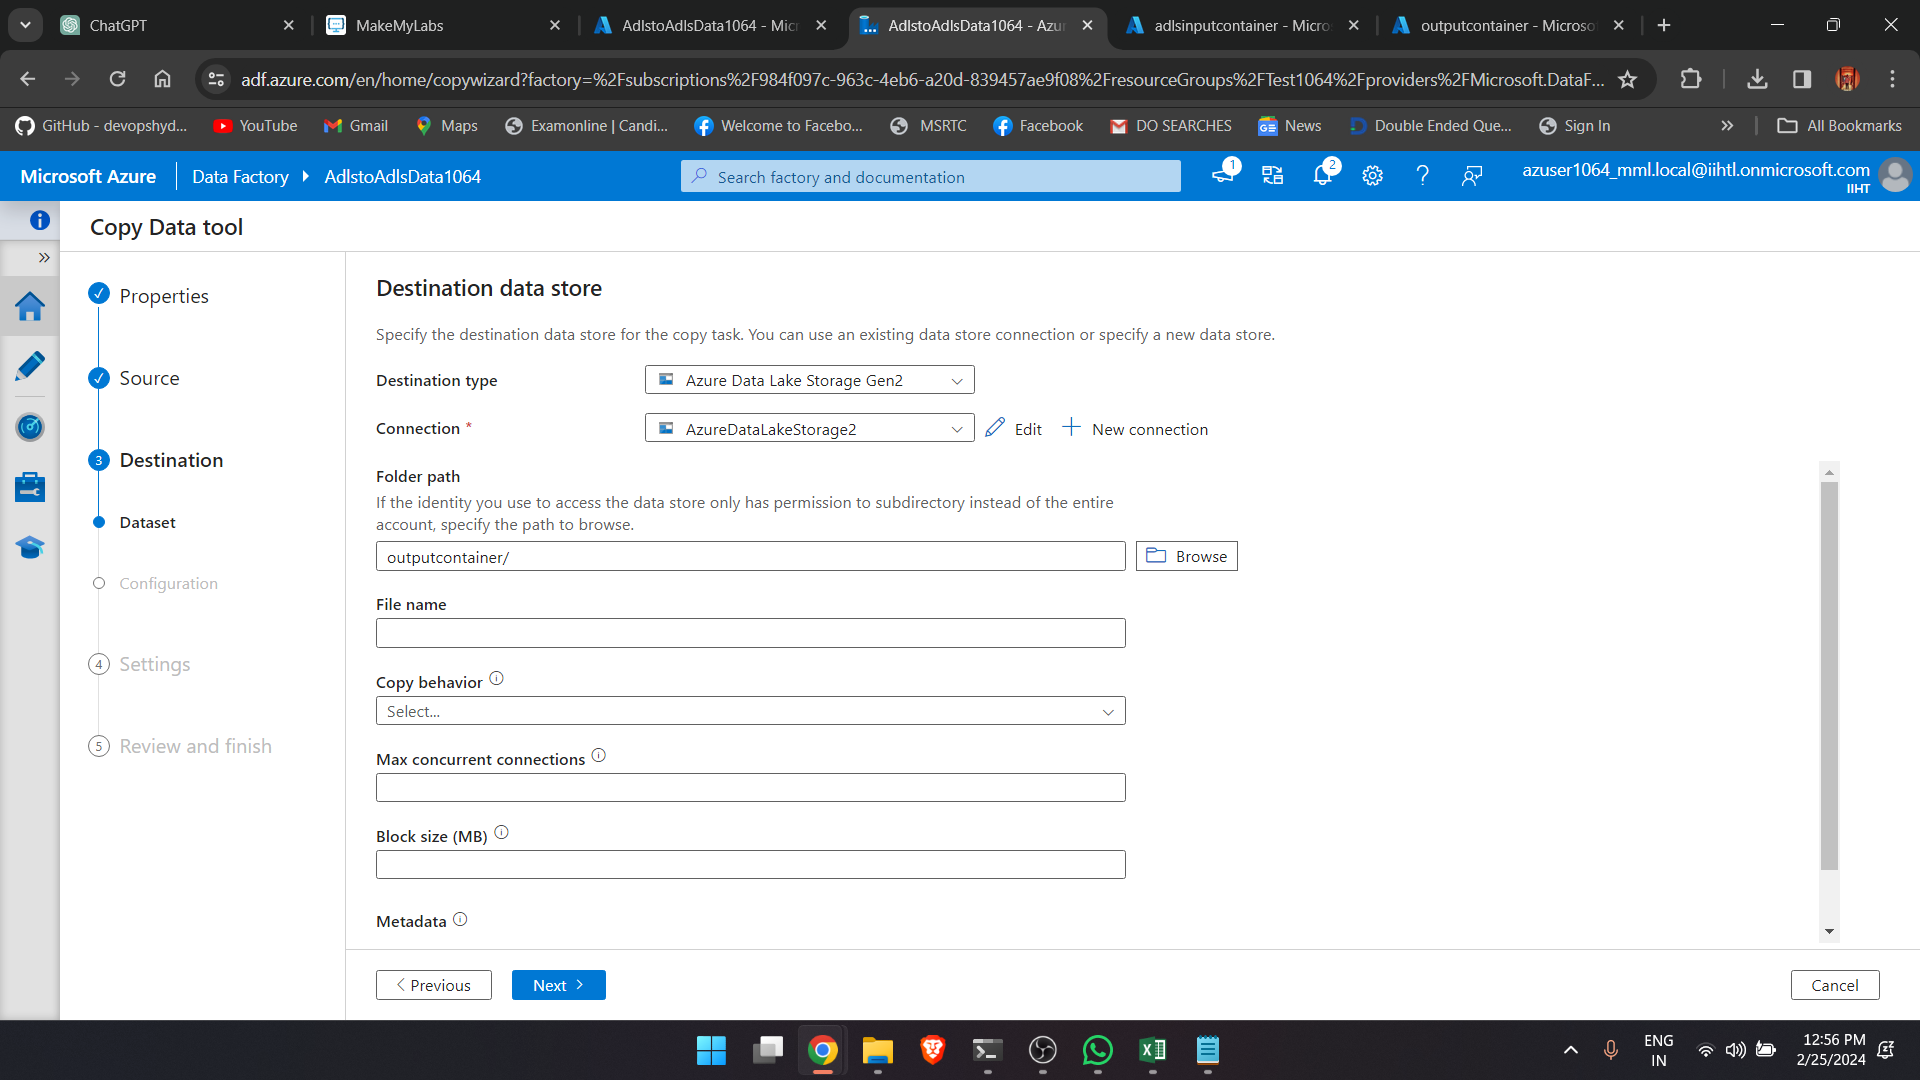 ChatGPT
MakeMyLabs
AdlstoAdlsData1064 - Mic
AdlstoAdlsData1064 - Azu
adlsinputcontainer - Micro
outputcontainer - Microso
adf.azure.com/en/home/copywizard?factory=%2Fsubscriptions%2F984f097c-963c-4eb6-a20d-839457ae9f08%2FresourceGroups%2FTest1064%2Fproviders%2FMicrosoft.DataF...
GitHub - devopshyd...
YouTube
Gmail
Maps
Examonline | Candi...
Welcome to Facebo...
MSRTC
Facebook
DO SEARCHES
News
Double Ended Que...
Sign In
All Bookmarks
Microsoft Azure
Data Factory
AdlstoAdlsData1064
Search factory and documentation
1
2
azuser1064_mml.local@iihtl.onmicrosoft.com
IIHT
Copy Data tool
Properties
Source
3 Destination
Dataset
Configuration
4 Settings
5 Review and finish
Destination data store
Specify the destination data store for the copy task. You can use an existing data store connection or specify a new data store.
Destination type
Azure Data Lake Storage Gen2
Connection *
AzureDataLakeStorage2
Edit
New connection
Folder path
If the identity you use to access the data store only has permission to subdirectory instead of the entire
account, specify the path to browse.
outputcontainer/
Browse
File name
Copy behavior
Select...
Max concurrent connections
Block size (MB)
Metadata
Previous
Next
Cancel
ENG
IN
12:56 PM
2/25/2024